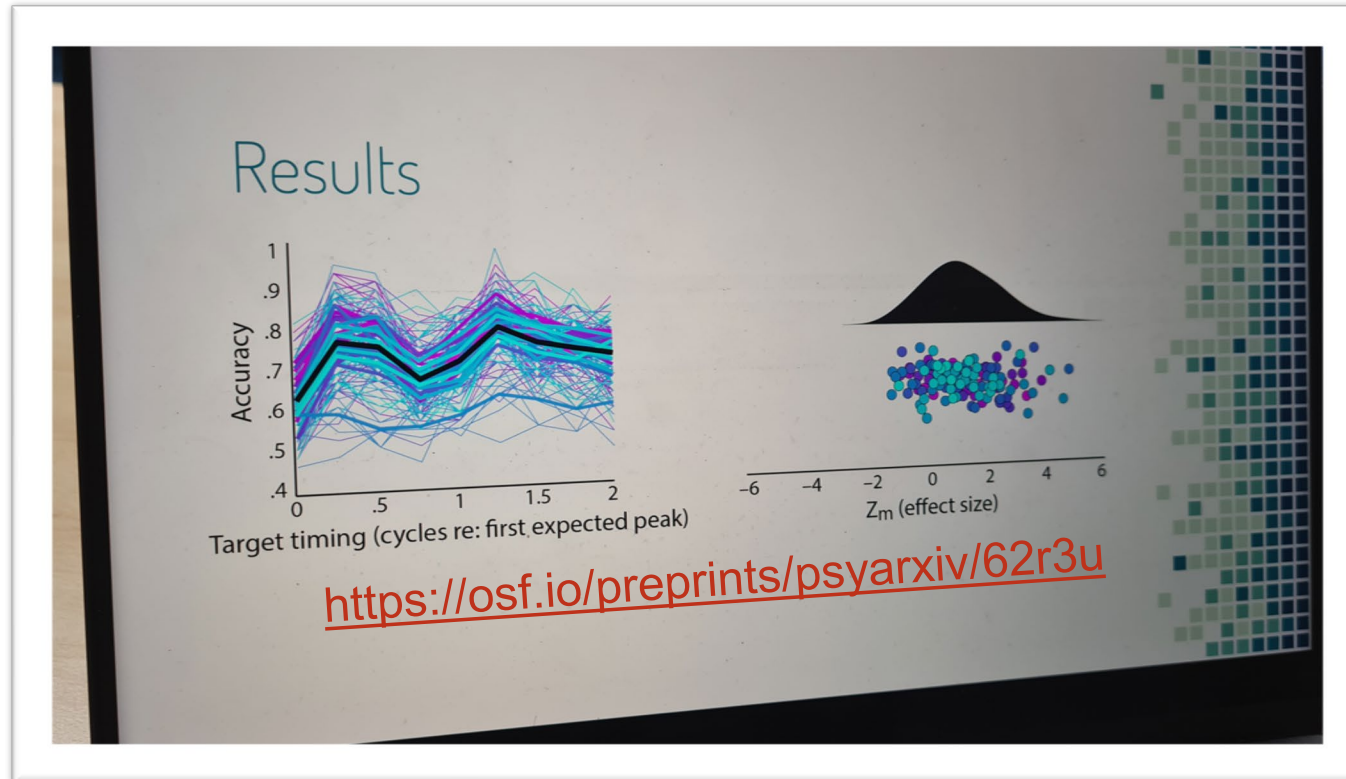 Results
1
.9
.8
.7
.6
.5
.4
Accuracy
0 .5 1 1.5 2
Target timing (cycles re: first expected peak)
–6 –4 –2 0 2 4 6
Zm (effect size)
https://osf.io/preprints/psyarxiv/62r3u